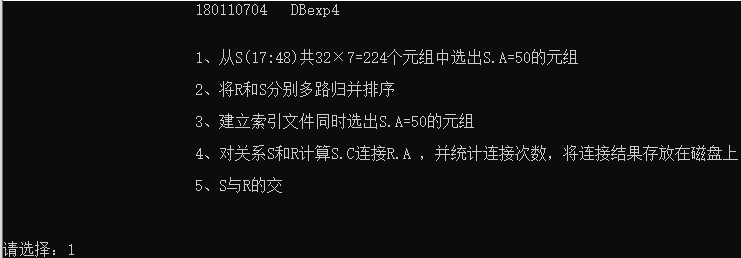 180110704 DBexp4
1、从S(17:48)共32×7=224个元组中选出S.A=50的元组
2、将R和S分别多路归并排序
3、建立索引文件同时选出S.A=50的元组
4、对关系S和R计算S.C连接R.A ，并统计连接次数，将连接结果存放在磁盘上
5、S与R的交
请选择：1